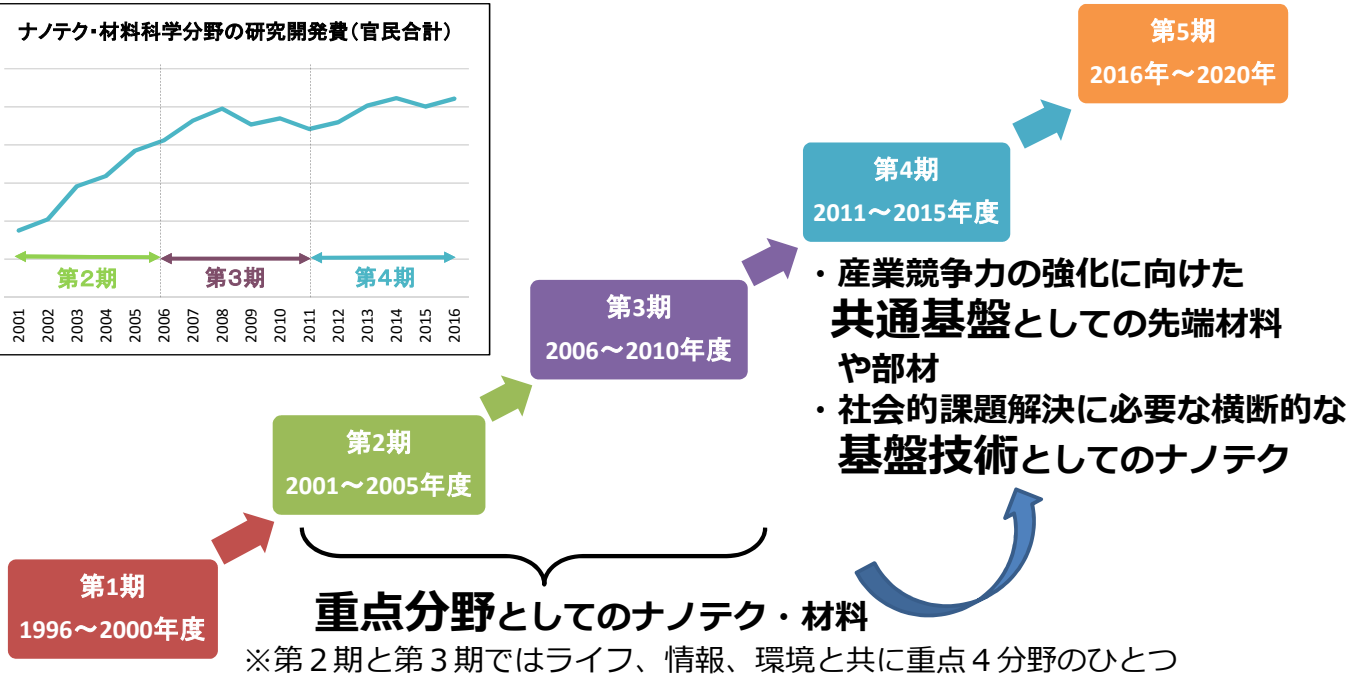 ナノテク・材料科学分野の研究開発費（官民合計）
第2期
第3期
第4期
2001
2002
2003
2004
2005
2006
2007
2008
2009
2010
2011
2012
2013
2014
2015
2016
第5期
2016年～2020年
第4期
2011～2015年度
・産業競争力の強化に向けた
共通基盤としての先端材料
や部材
・社会的課題解決に必要な横断的な
基盤技術としてのナノテク
第3期
2006～2010年度
第2期
2001～2005年度
第1期
1996～2000年度
重点分野としてのナノテク・材料
※第２期と第３期ではライフ、情報、環境と共に重点４分野のひとつ